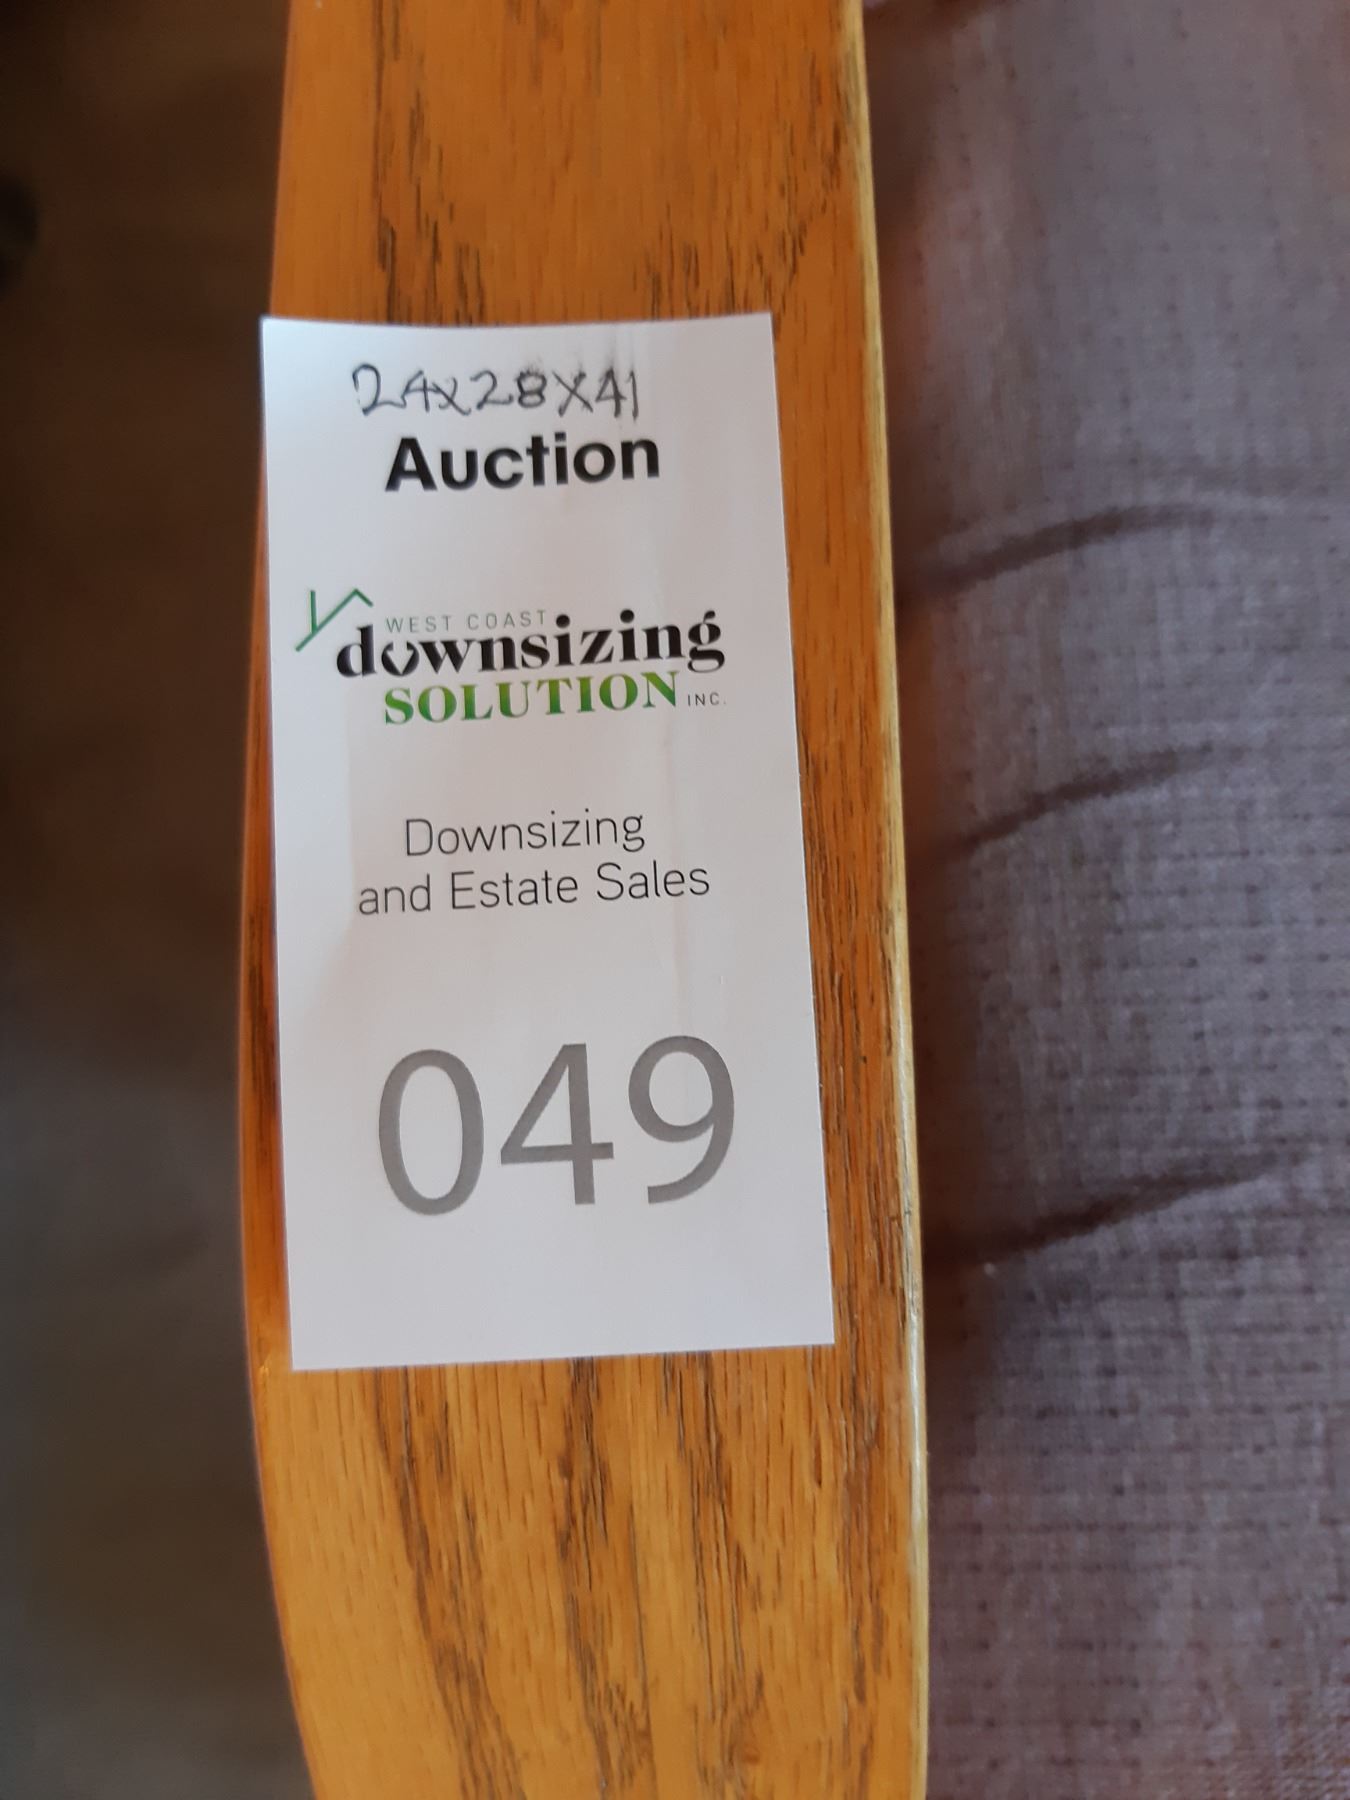 24x28x41
Auction
WEST COAST
downsizing
SOLUTION INC.
Downsizing
and Estate Sales
049